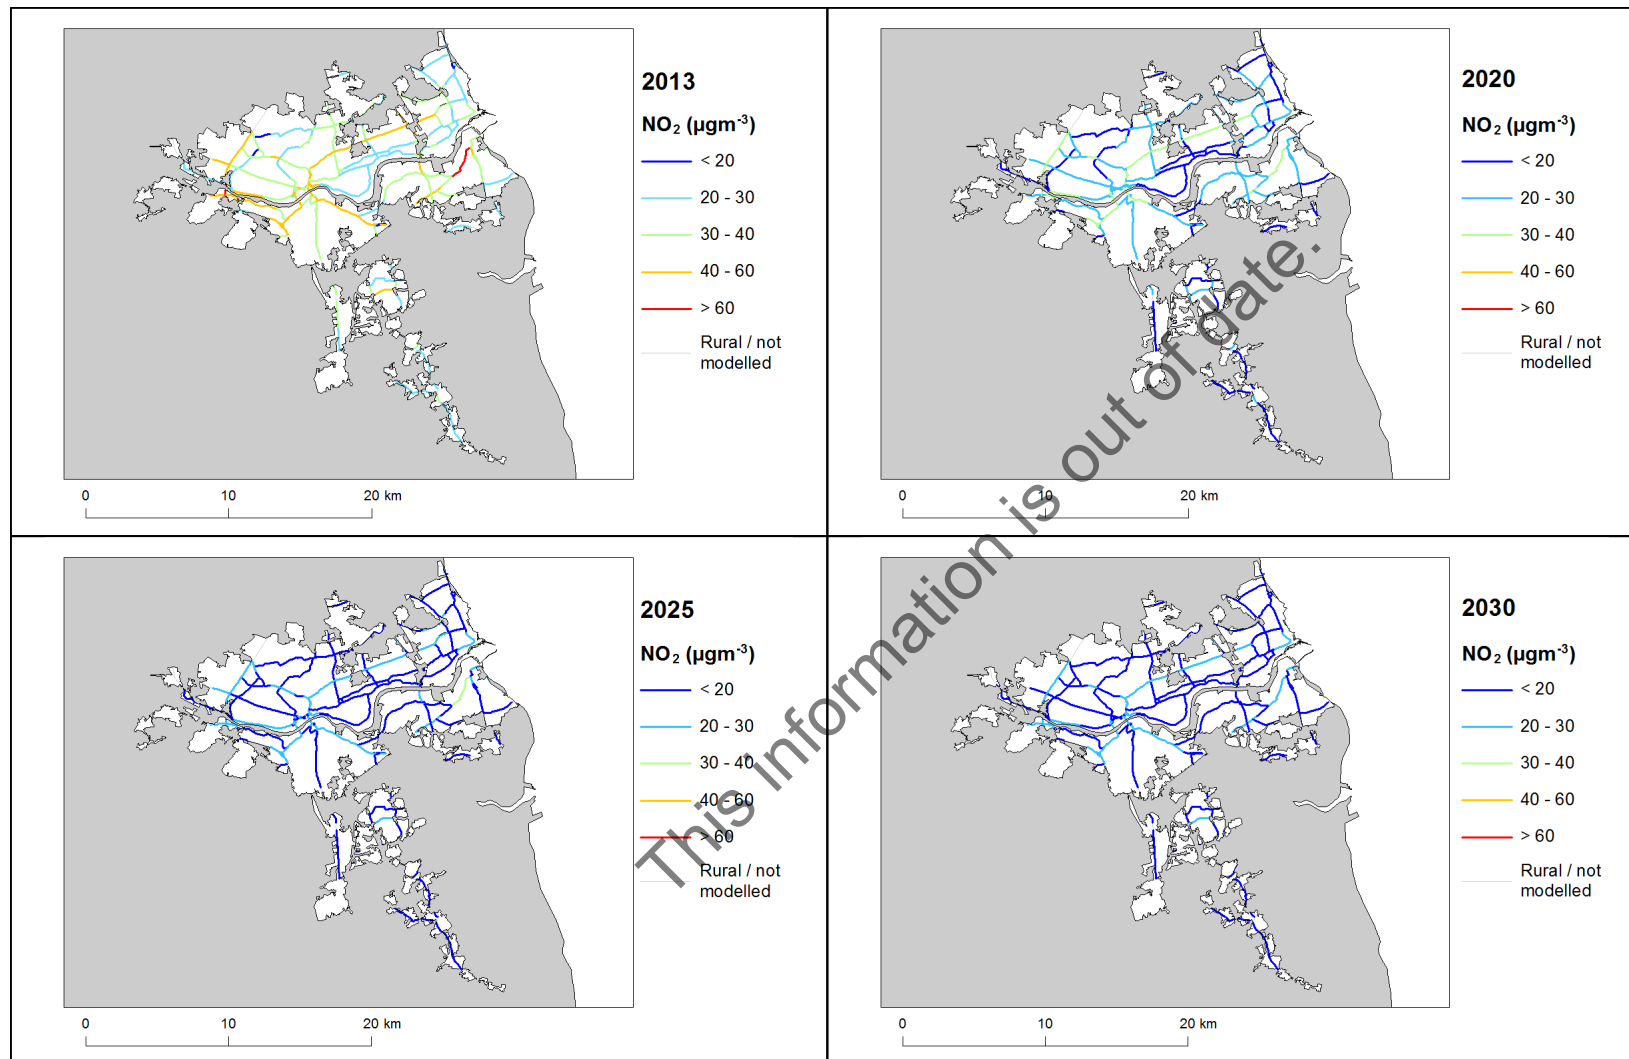 2013
NO₂ (µgm⁻³)
< 20
20 - 30
30 - 40
40 - 60
> 60
Rural / not
modelled
0 10 20 km
2020
NO₂ (µgm⁻³)
< 20
20 - 30
30 - 40
40 - 60
> 60
Rural / not
modelled
0 10 20 km
2025
NO₂ (µgm⁻³)
< 20
20 - 30
30 - 40
40 - 60
> 60
Rural / not
modelled
0 10 20 km
2030
NO₂ (µgm⁻³)
< 20
20 - 30
30 - 40
40 - 60
> 60
Rural / not
modelled
0 10 20 km
This information is out of date.